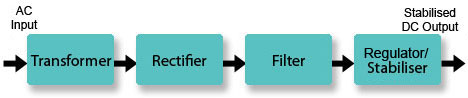 AC
Input
Transformer
Rectifier
Filter
Regulator/
Stabiliser
Stabilised
DC Output